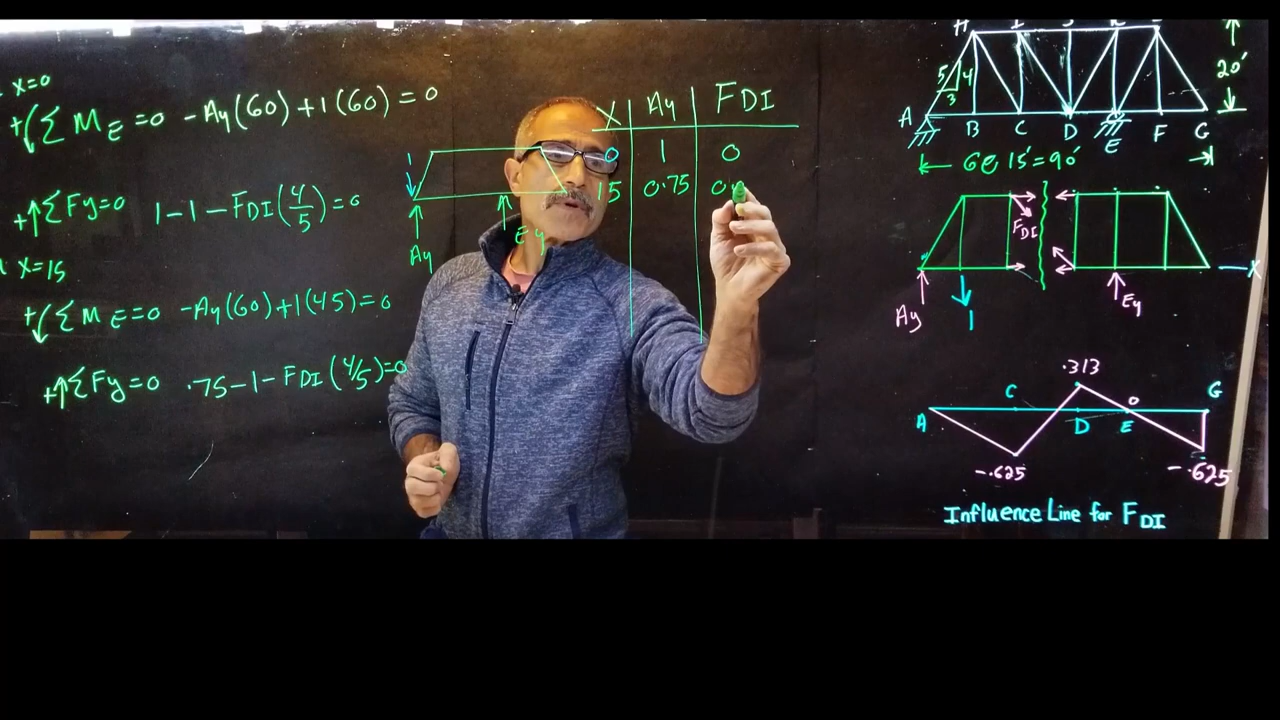 x=0
+ Σ M E =0 -Ay(60)+1(60)=0
+↑ΣFy=0 1-1-FDI(4/5)=0
x=15
+ Σ M E =0 -Ay(60)+1(45)=0
+↑ΣFy=0 .75-1-FDI(4/5)=0
1
Ay
Ey
X Ay FDI
0 1 0
15 0.75 0.
5 4
3
20'
A B C D E F G
← 6@15'=90' →
FDI
Ay
1
Ey
X
.313
A C D O E G
-.625
-.625
Influence Line for FDI